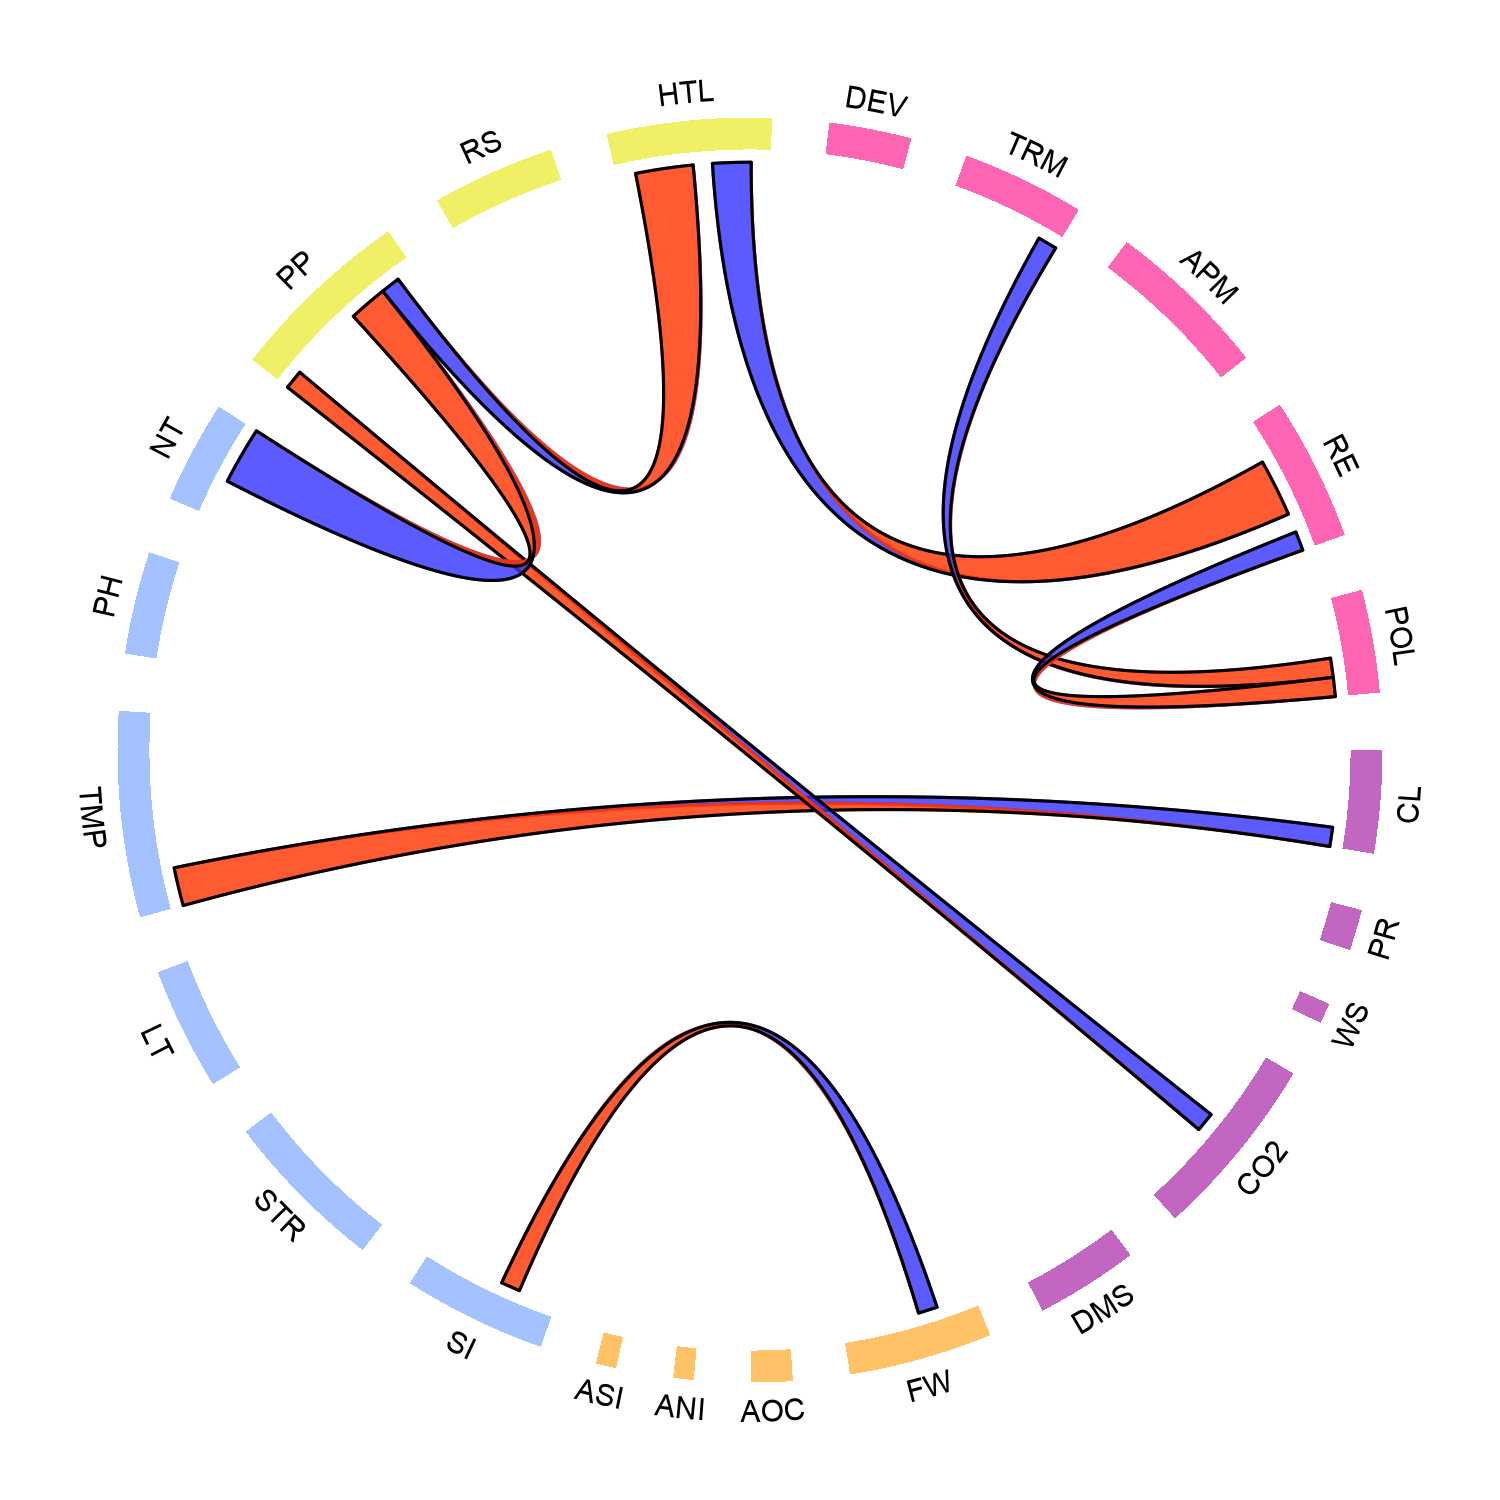 HTL
DEV
TRM
APM
RE
POL
CL
PR
WS
CO2
DMS
FW
AOC
ANI
ASI
SI
STR
LT
TMP
PH
NT
PP
RS